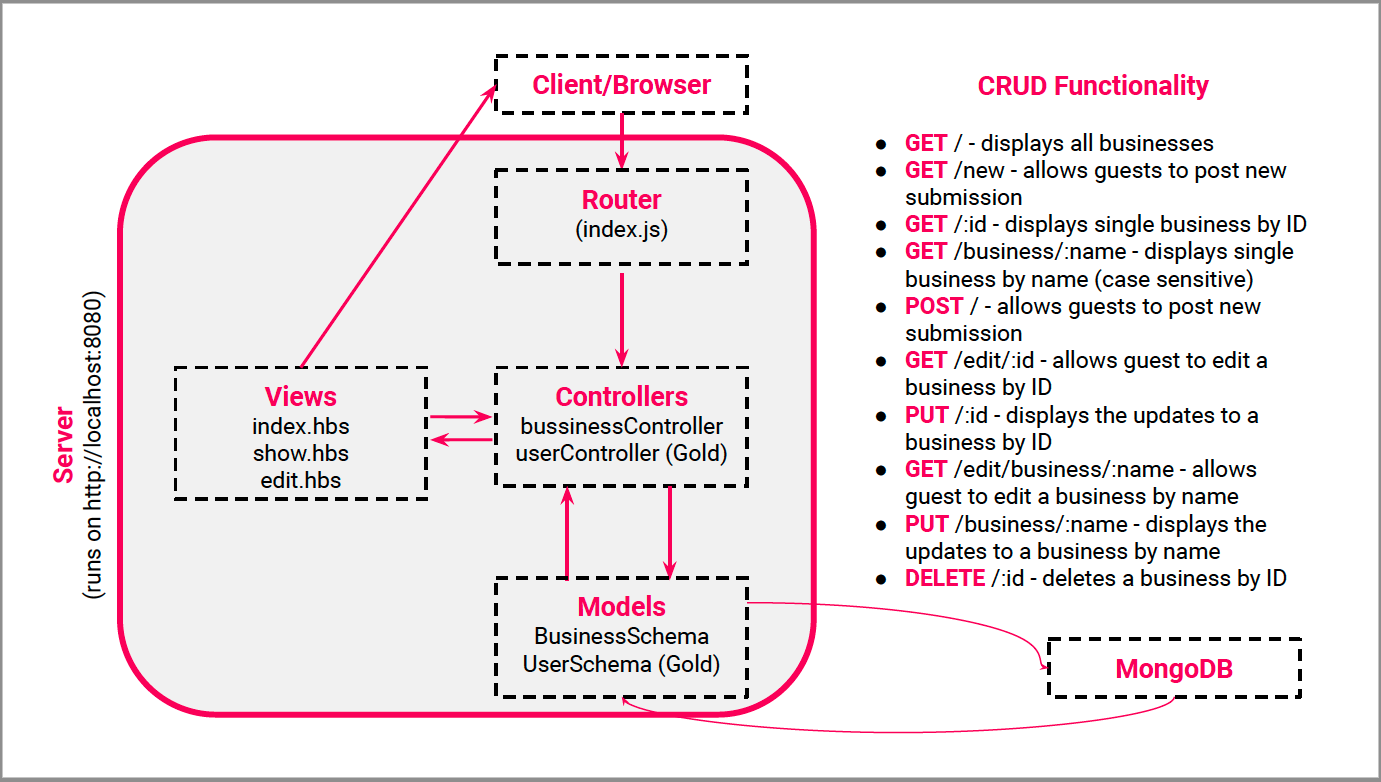 Client/Browser
Router
(index.js)
Server
(runs on http://localhost:8080)
Views
index.hbs
show.hbs
edit.hbs
Controllers
bussinessController
userController (Gold)
Models
BusinessSchema
UserSchema (Gold)
CRUD Functionality
● GET / - displays all businesses
● GET /new - allows guests to post new
submission
● GET /:id - displays single business by ID
● GET /business/:name - displays single
business by name (case sensitive)
● POST / - allows guests to post new
submission
● GET /edit/:id - allows guest to edit a
business by ID
● PUT /:id - displays the updates to a
business by ID
● GET /edit/business/:name - allows
guest to edit a business by name
● PUT /business/:name - displays the
updates to a business by name
● DELETE /:id - deletes a business by ID
MongoDB